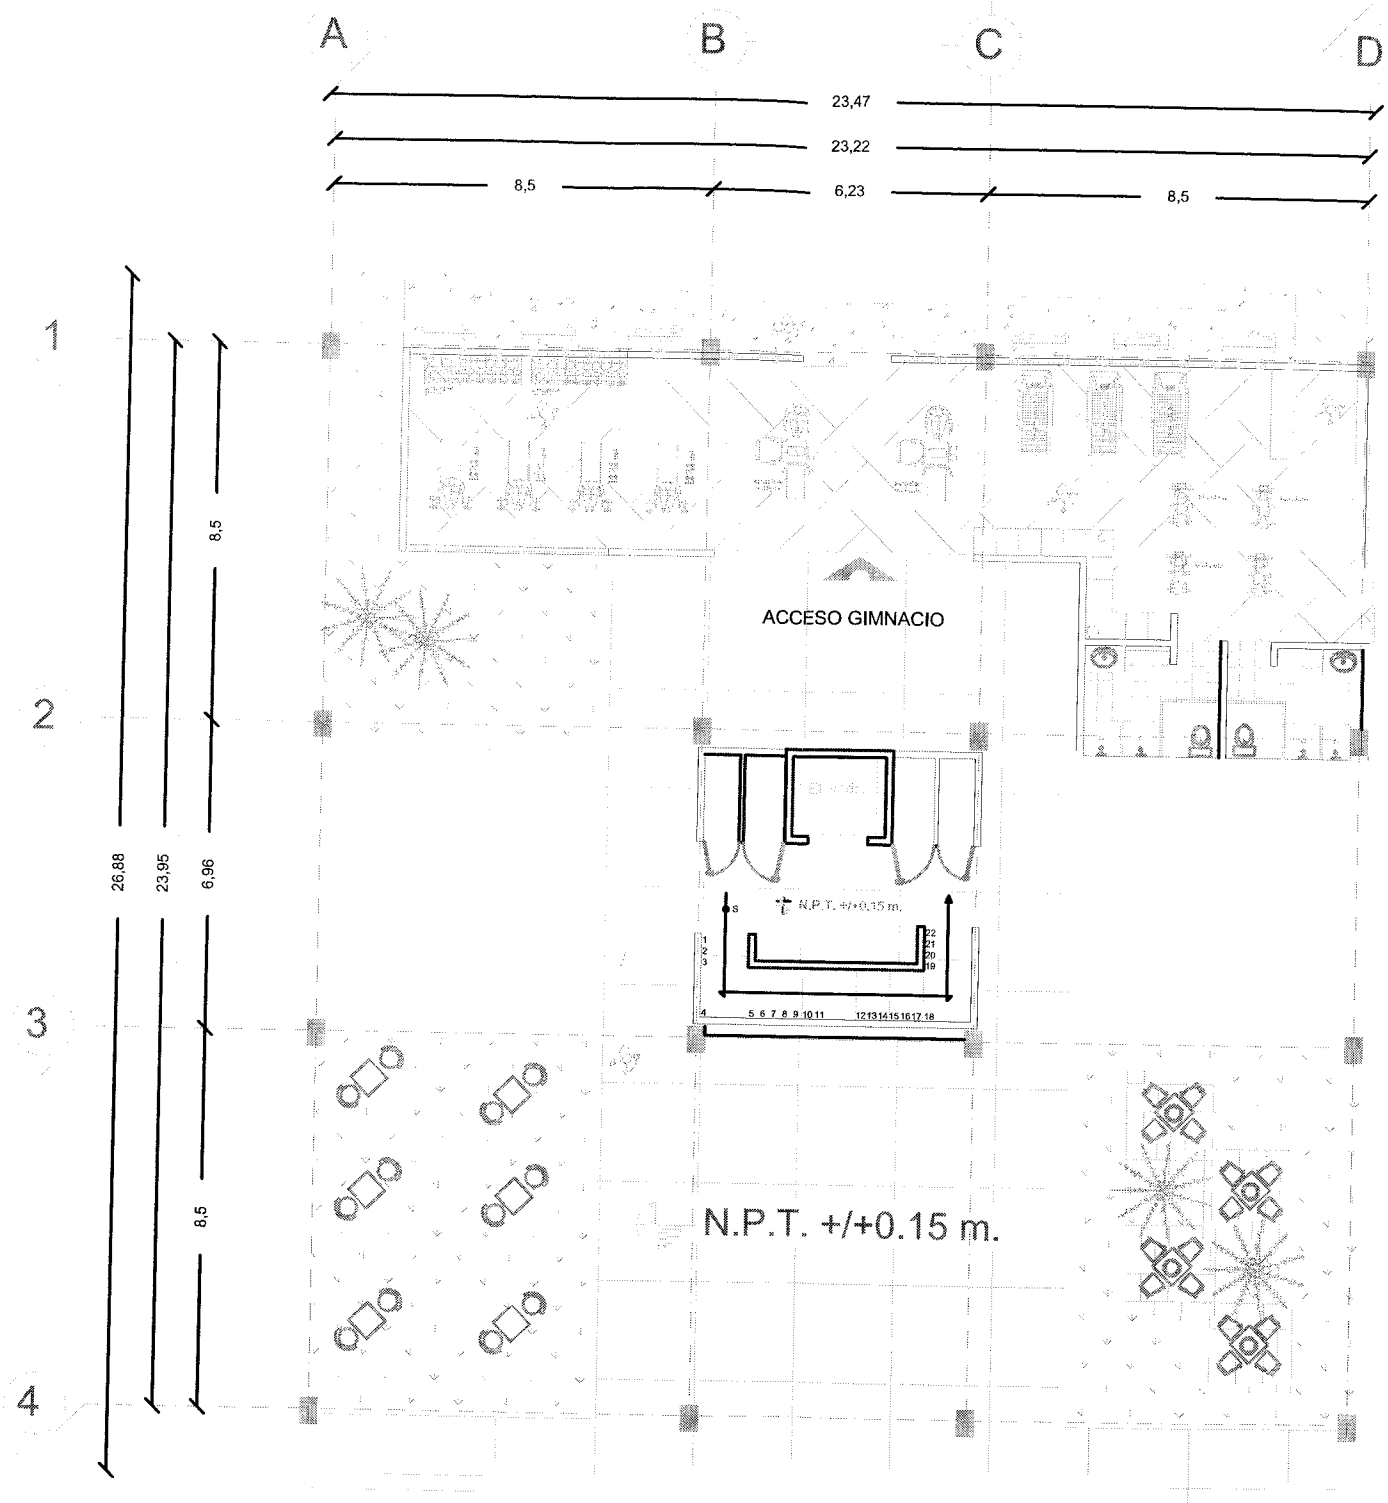 A B C D
23,47
23,22
8,5 6,23 8,5
1
8,5
ACCESO GIMNACIO
2
26,88 23,95 6,96
S N.P.T. +/+0,15 m.
1 22
2 21
3 20
19
3
4 5 6 7 8 9 10 11 12 13 14 15 16 17 18
8,5
N.P.T. +/+0.15 m.
4